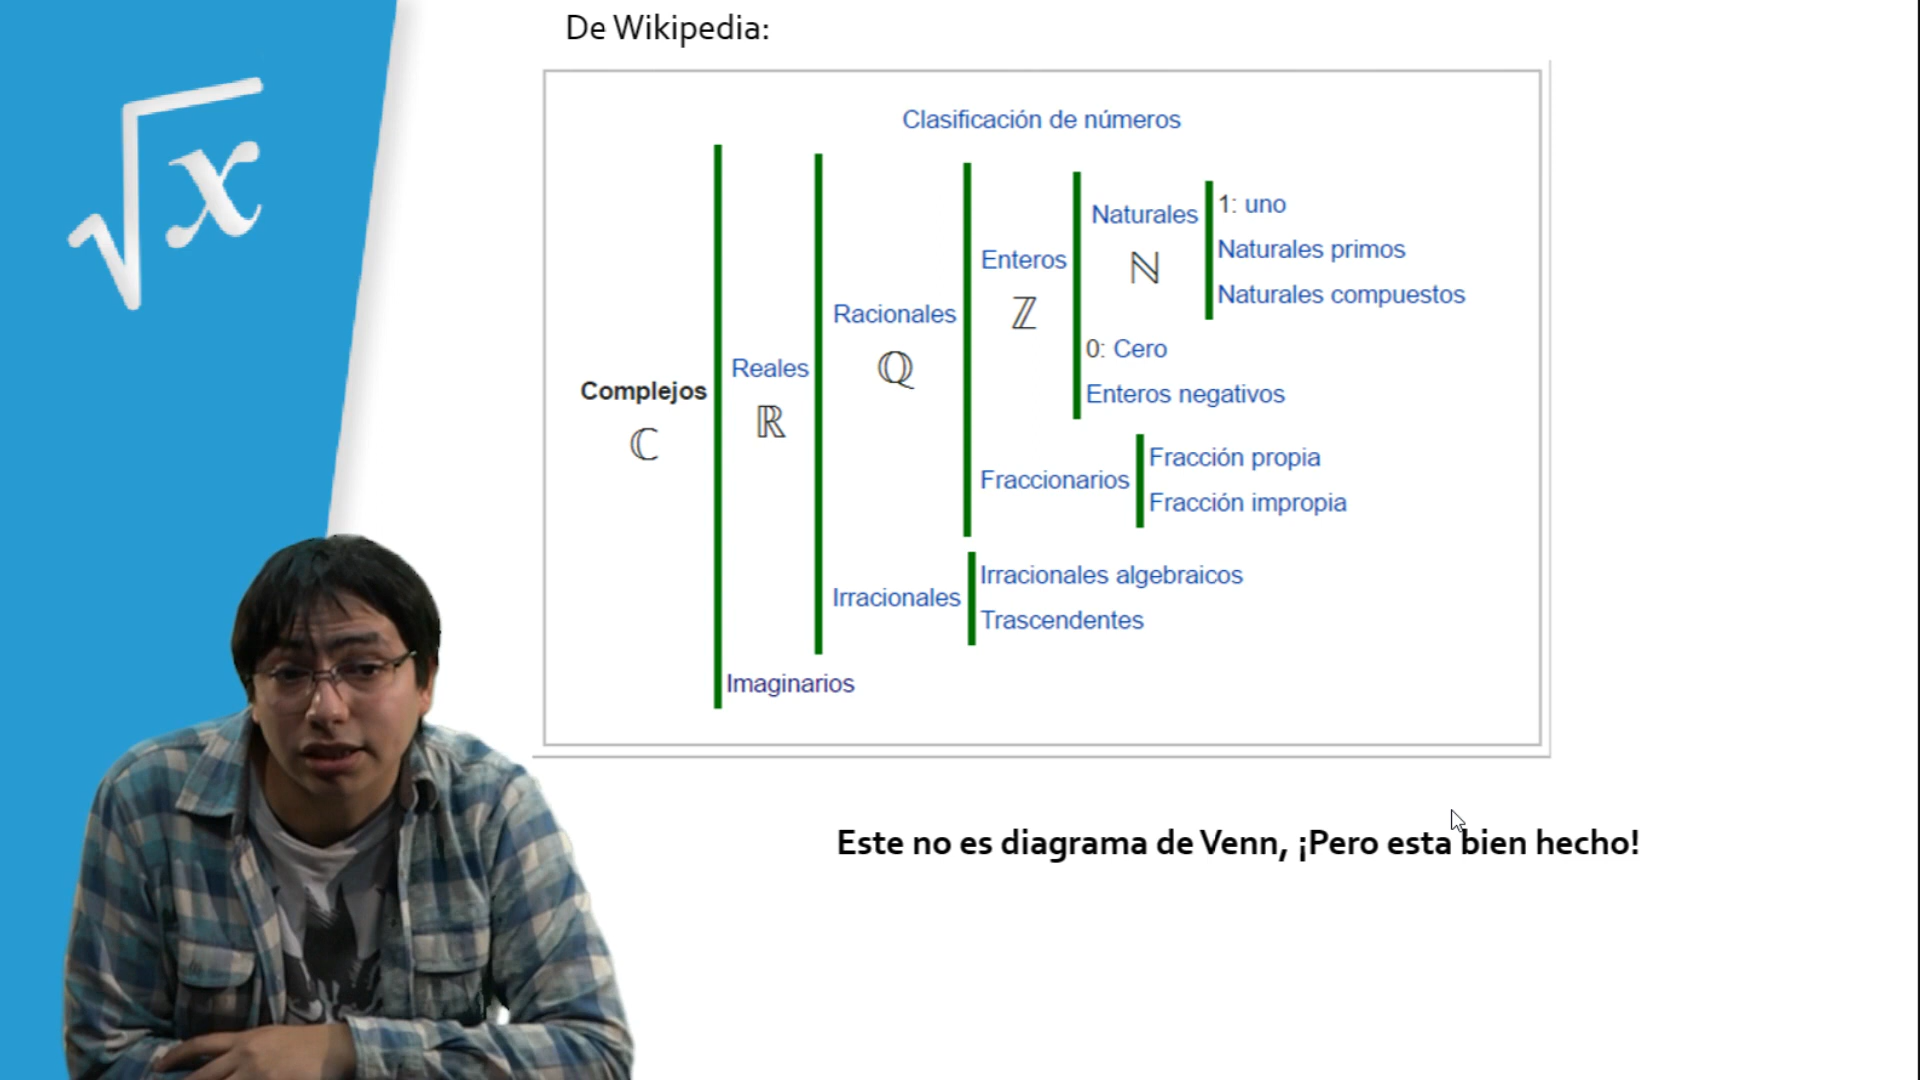 De Wikipedia:
√x
Clasificación de números
Complejos
ℂ
Reales
ℝ
Racionales
ℚ
Enteros
ℤ
Naturales
ℕ
1: uno
Naturales primos
Naturales compuestos
0: Cero
Enteros negativos
Fraccionarios
Fracción propia
Fracción impropia
Irracionales
Irracionales algebraicos
Trascendentes
Imaginarios
Este no es diagrama de Venn, ¡Pero esta bien hecho!